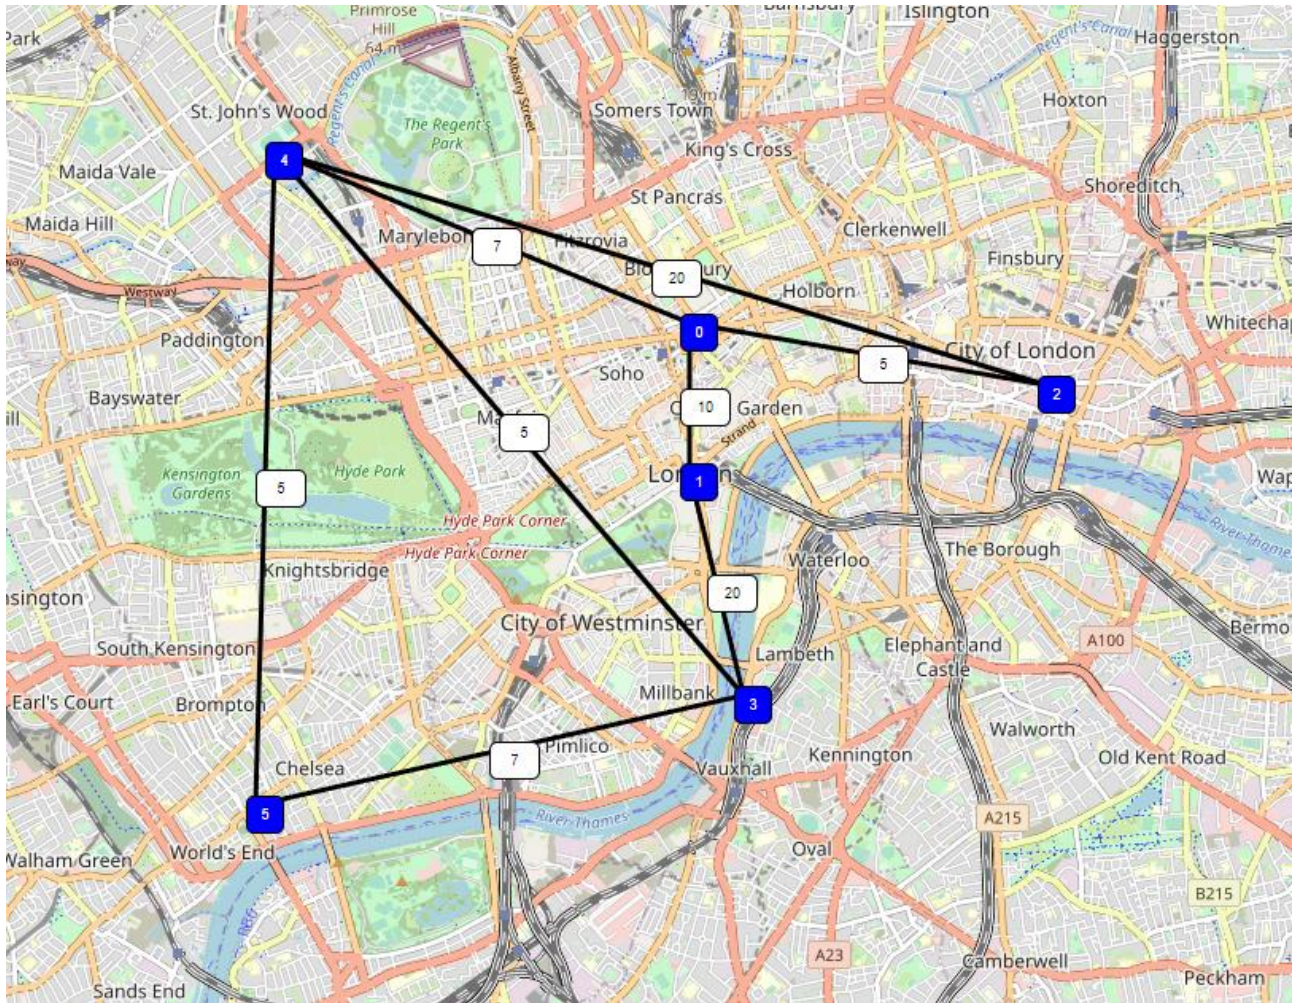 Primrose
Hill
64 m
Islington
Park
Haggerston
Regent's Canal
Albany Street
Regent's Canal
St. John's Wood
The Regent's
Park
Somers Town
Hoxton
4
Maida Vale
King's Cross
St Pancras
Shoreditch
Maida Hill
7
Clerkenwell
Finsbury
20
Westway
Holborn
Paddington
0
Soho
5
City of London
Bayswater
2
10
Garden
Strand
5
Kensington
Gardens
Hyde Park
5
1
Hyde Park Corner
Hyde Park Corner
River Thames
Knightsbridge
Waterloo
The Borough
20
City of Westminster
South Kensington
Lambeth
Elephant and
Castle
A100
Earl's Court
Brompton
Millbank
3
Walworth
Pimlico
7
Chelsea
Vauxhall
Kennington
Old Kent Road
5
River Thames
A215
World's End
Walham Green
Oval
B215
A23
Camberwell
Peckham
Sands End